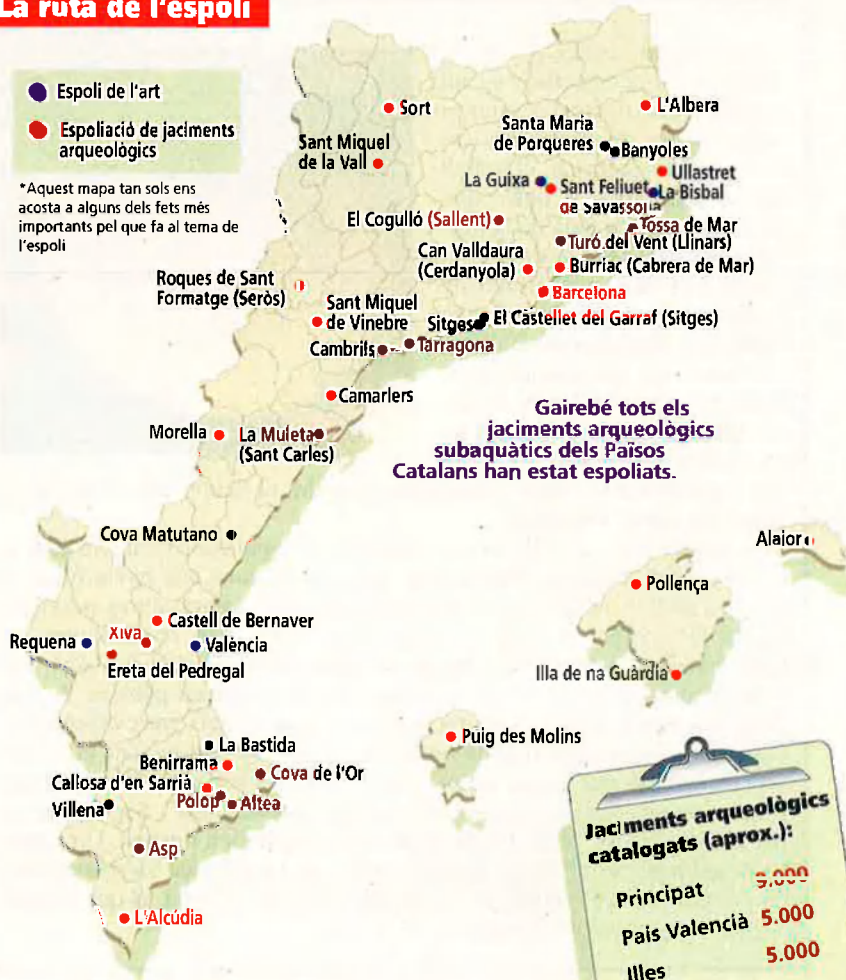 La ruta de l'espoli
Espoli de l'art
Espoliació de jaciments
arqueològics
*Aquest mapa tan sols ens
acosta a alguns dels fets més
importants pel que fa al tema de
l'espoli
Sort
L'Albera
Santa Maria
de Porqueres
Banyoles
Sant Miquel
de la Vall
Ullastret
La Guixa
Sant Feliuet
de Savassona
La Bisbal
El Cogulló (Sallent)
Tossa de Mar
Turó del Vent (Llinars)
Can Valldaura
(Cerdanyola)
Burriac (Cabrera de Mar)
Roques de Sant
Formatge (Seròs)
Barcelona
Sant Miquel
de Vinebre
Sitges
El Castellet del Garraf (Sitges)
Cambrils
Tarragona
Camarlers
Gairebé tots els
jaciments arqueològics
subaquàtics dels Països
Catalans han estat espoliats.
Morella
La Muleta
(Sant Carles)
Cova Matutano
Alaior
Pollença
Castell de Bernaver
Xiva
Requena
València
Ereta del Pedregal
Illa de na Guàrdia
Puig des Molins
La Bastida
Benirrama
Cova de l'Or
Callosa d'en Sarrià
Polop
Altea
Villena
Asp
L'Alcúdia
Jaciments arqueològics
catalogats (aprox.):
Principat 9.000
Pais Valencià 5.000
Illes 5.000